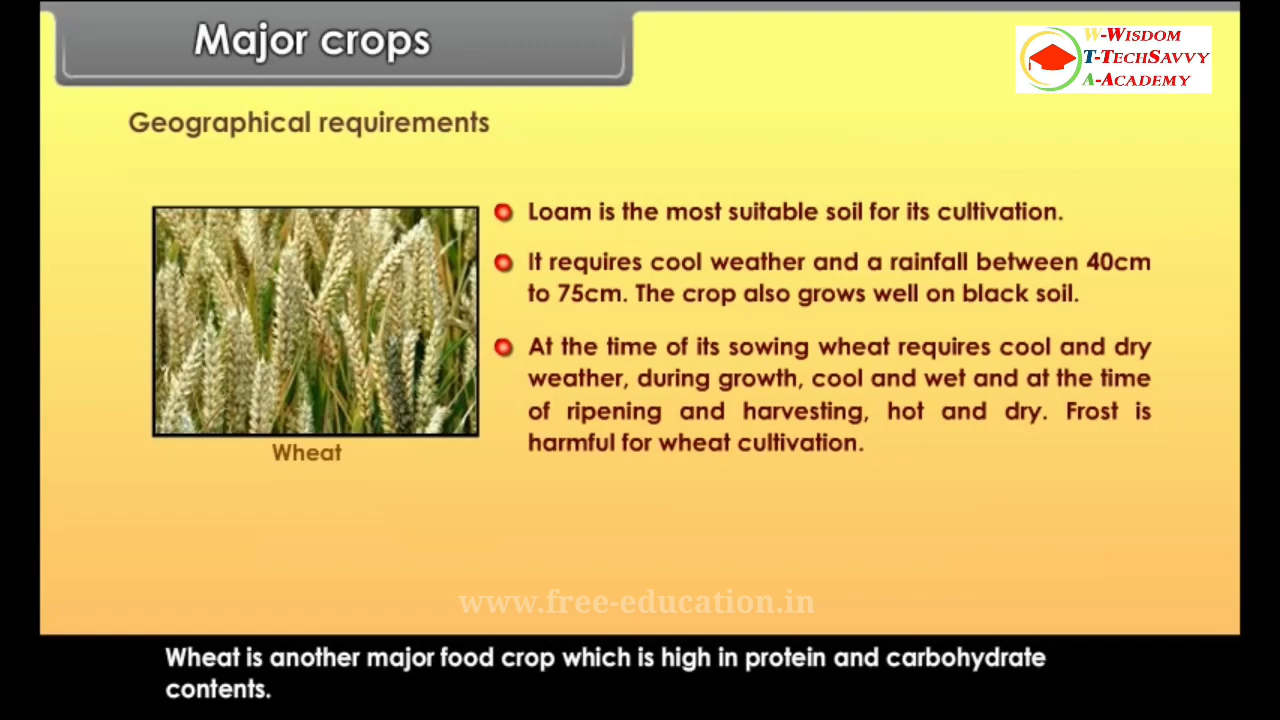 Major crops
W-WISDOM
T-TECHSAVVY
A-ACADEMY
Geographical requirements
Loam is the most suitable soil for its cultivation.
It requires cool weather and a rainfall between 40cm
to 75cm. The crop also grows well on black soil.
At the time of its sowing wheat requires cool and dry
weather, during growth, cool and wet and at the time
of ripening and harvesting, hot and dry. Frost is
harmful for wheat cultivation.
Wheat
www.free-education.in
Wheat is another major food crop which is high in protein and carbohydrate
contents.